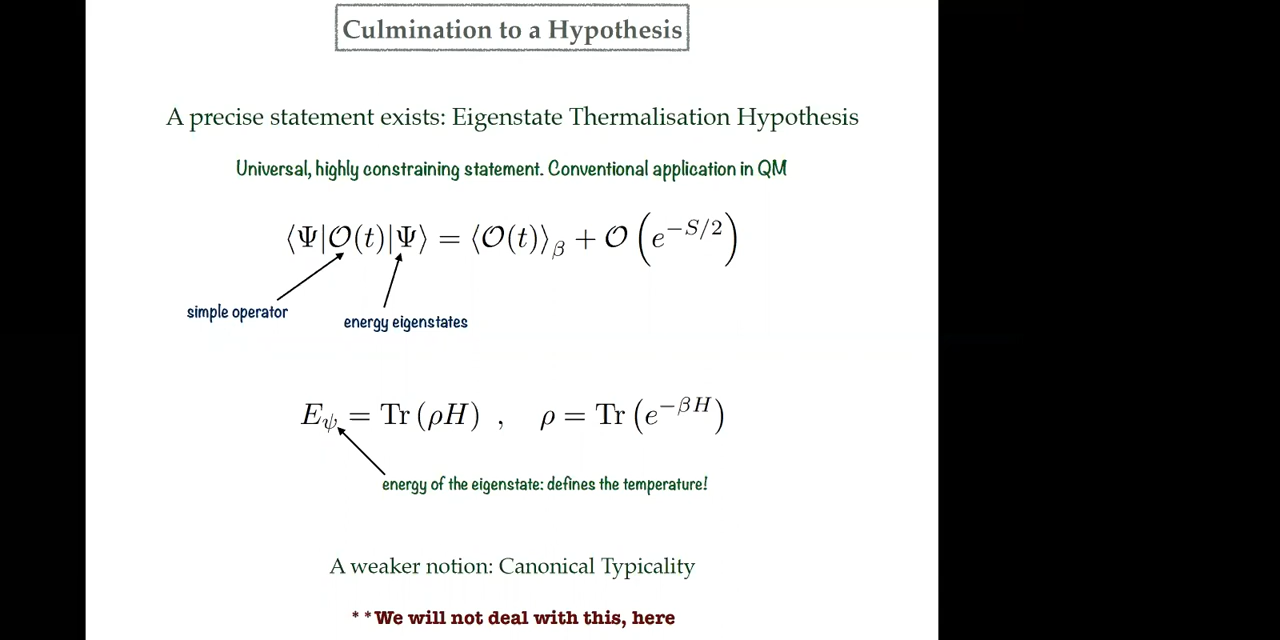 Culmination to a Hypothesis
A precise statement exists: Eigenstate Thermalisation Hypothesis
Universal, highly constraining statement. Conventional application in QM
⟨Ψ|𝒪(t)|Ψ⟩ = ⟨𝒪(t)⟩_β + 𝒪(e^{-S/2})
simple operator
energy eigenstates
E_ψ = Tr (ρH) , ρ = Tr (e^{-βH})
energy of the eigenstate: defines the temperature!
A weaker notion: Canonical Typicality
**We will not deal with this, here